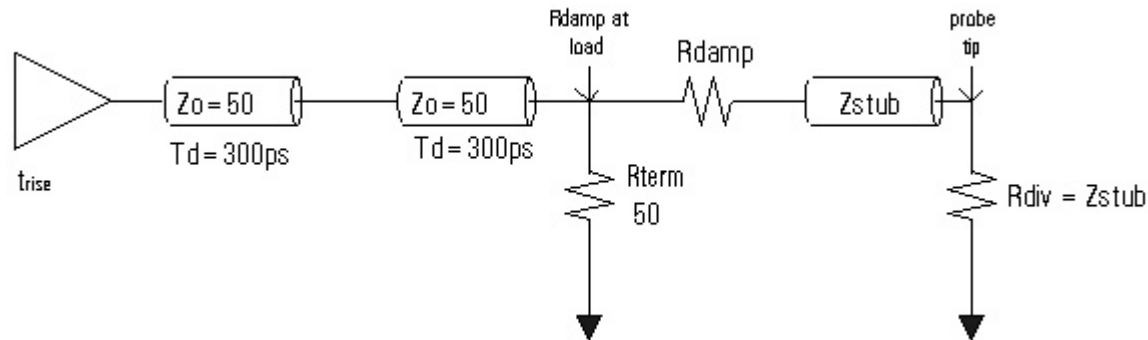 Rdamp at
load
Rdamp
probe
tip
Zo = 50
Zo = 50
Zstub
Td = 300ps
Td = 300ps
trise
Rterm
50
Rdiv = Zstub